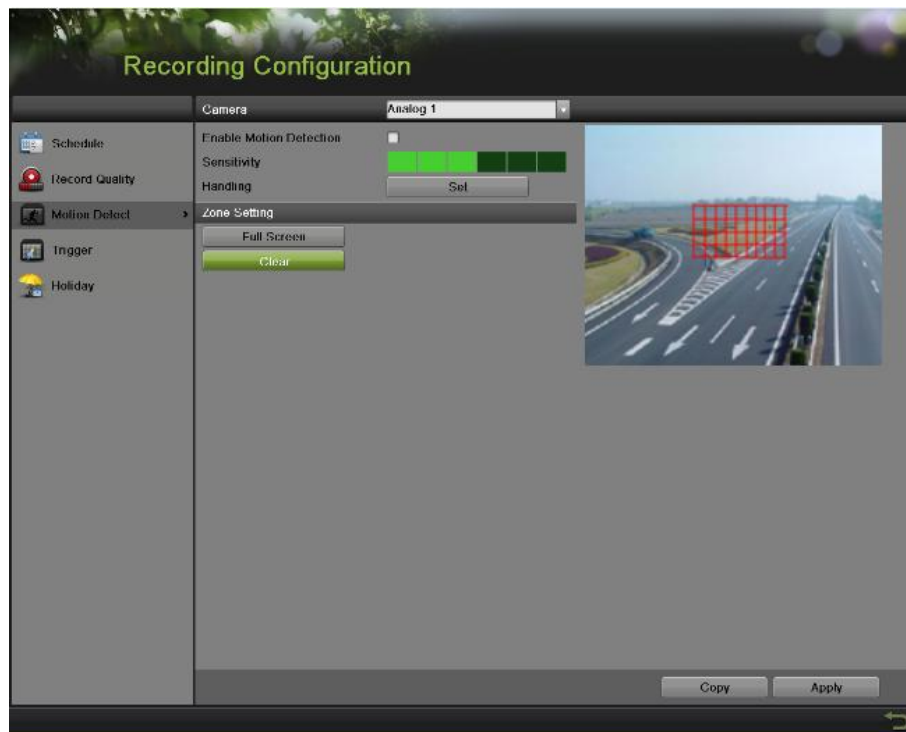 Recording Configuration
Camera Analog 1
Schedule
Record Quality
Motion Detect
Trigger
Holiday
Enable Motion Detection
Sensitivity
Handling Set
Zone Setting
Full Screen
Clear
Copy Apply